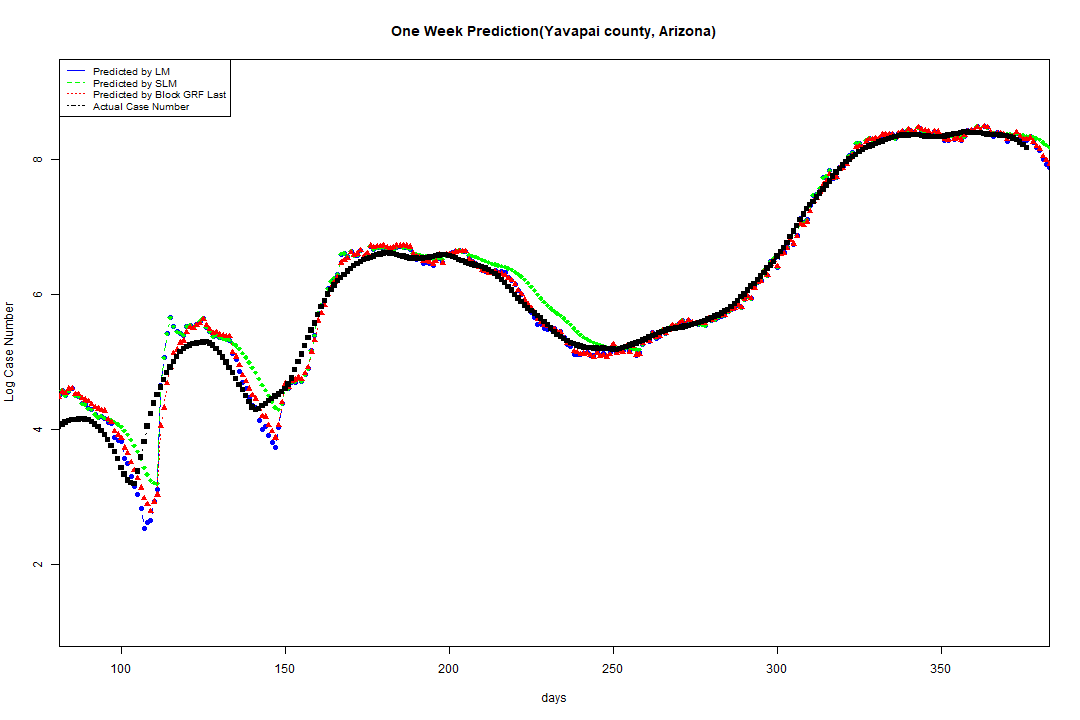 One Week Prediction(Yavapai county, Arizona)
Predicted by LM
Predicted by SLM
Predicted by Block GRF Last
Actual Case Number
Log Case Number
8
6
4
2
100 150 200 250 300 350
days